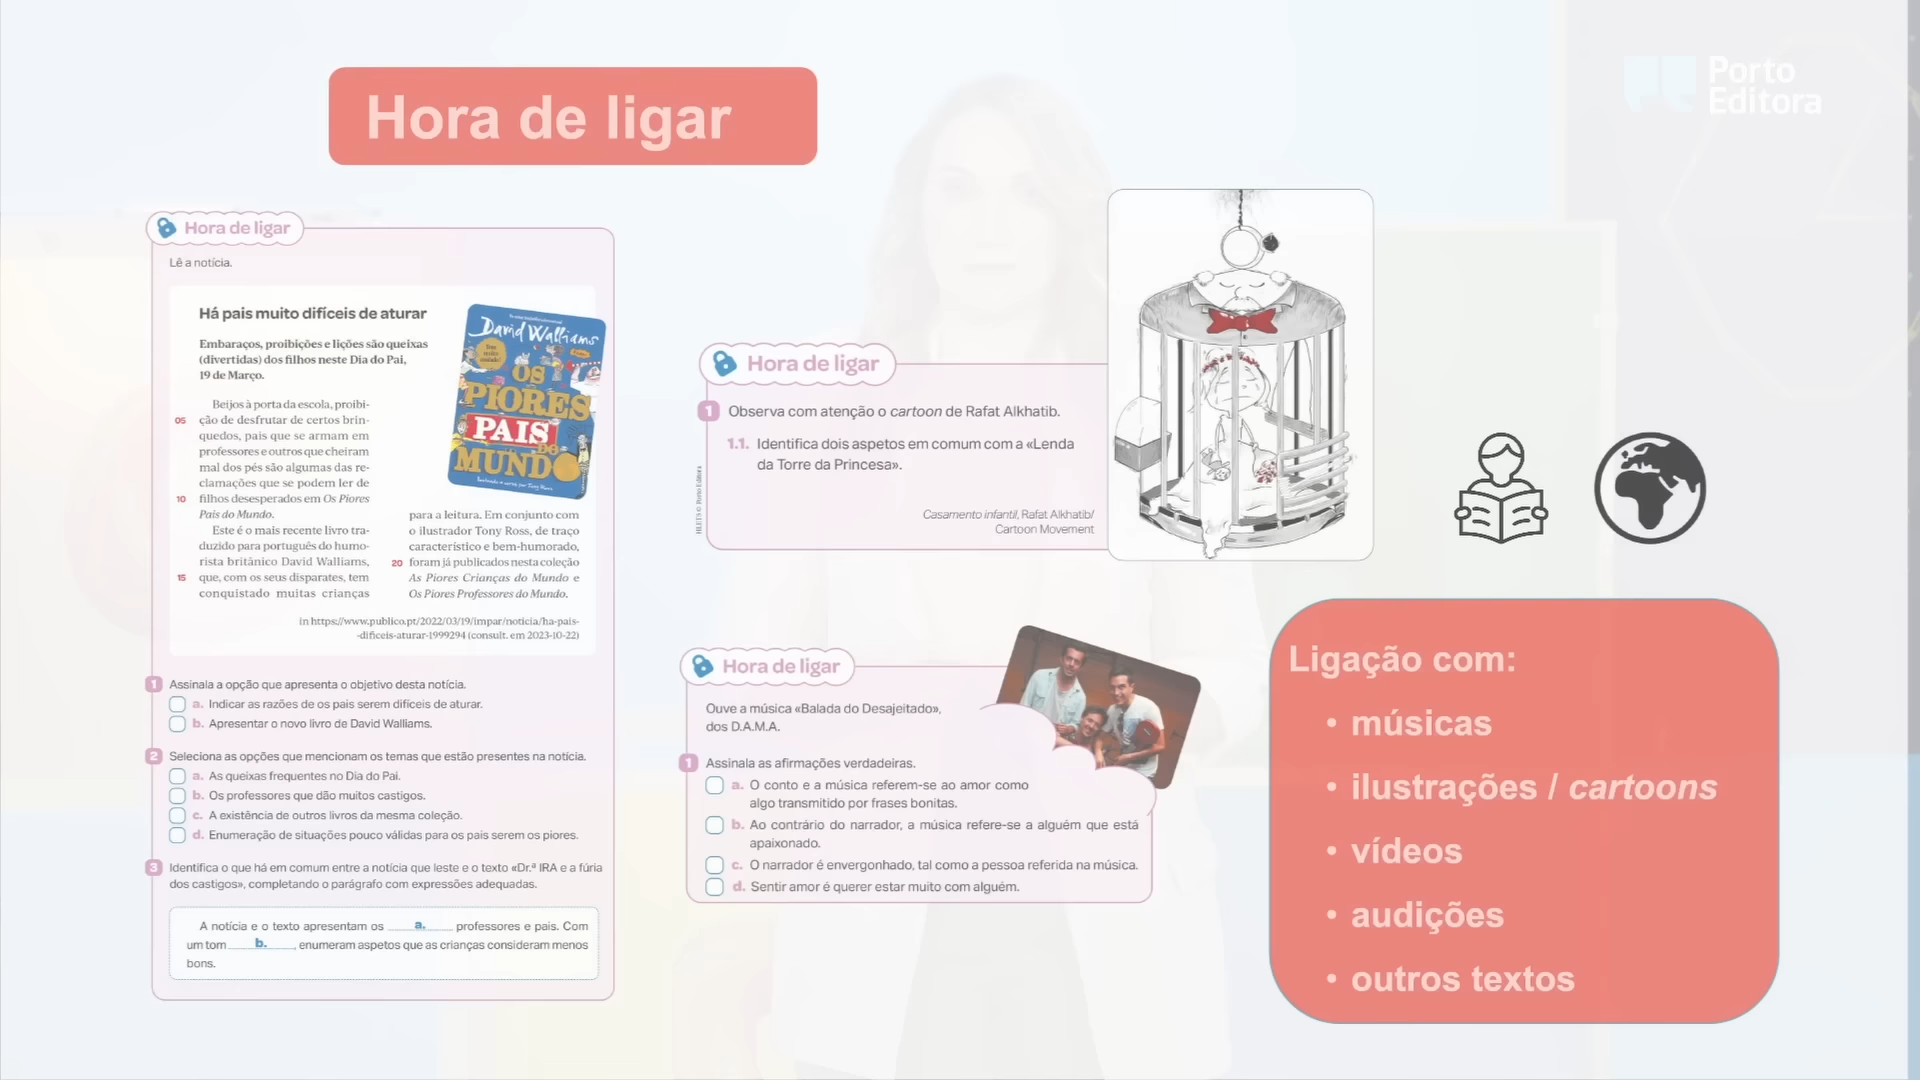 Hora de ligar
Porto
Editora
Hora de ligar
Lê a notícia.
Há pais muito difíceis de aturar
Embaraços, proibições e lições são queixas
(divertidas) dos filhos neste Dia do Pai,
19 de Março.
Beijos à porta da escola, proibi-
05 ção de desfrutar de certos brin-
quedos, pais que se armam em
professores e outros que cheiram
mal dos pés são algumas das re-
clamações que se podem ler de
10 filhos desesperados em Os Piores
Pais do Mundo.
Este é o mais recente livro tra-
duzido para português do humo-
rista britânico David Walliams,
15 que, com os seus disparates, tem
conquistado muitas crianças
David Walliams
OS
PIORES
PAIS
DO
MUNDO
para a leitura. Em conjunto com
o ilustrador Tony Ross, de traço
característico e bem-humorado,
20 foram já publicados nesta coleção
As Piores Crianças do Mundo e
Os Piores Professores do Mundo.
in https://www.publico.pt/2022/03/19/impar/noticia/ha-pais-
-dificeis-aturar-1999294 (consult. em 2023-10-22)
1 Assinala a opção que apresenta o objetivo desta notícia.
a. Indicar as razões de os pais serem difíceis de aturar.
b. Apresentar o novo livro de David Walliams.
2 Seleciona as opções que mencionam os temas que estão presentes na notícia.
a. As queixas frequentes no Dia do Pai.
b. Os professores que dão muitos castigos.
c. A existência de outros livros da mesma coleção.
d. Enumeração de situações pouco válidas para os pais serem os piores.
3 Identifica o que há em comum entre a notícia que leste e o texto «Dr.ª IRA e a fúria
dos castigos», completando o parágrafo com expressões adequadas.
A notícia e o texto apresentam os a. professores e pais. Com
um tom b. , enumeram aspetos que as crianças consideram menos
bons.
Hora de ligar
1 Observa com atenção o cartoon de Rafat Alkhatib.
1.1. Identifica dois aspetos em comum com a «Lenda
da Torre da Princesa».
Casamento infantil, Rafat Alkhatib/
Cartoon Movement
© Porto Editora
Hora de ligar
Ouve a música «Balada do Desajeitado»,
dos D.A.M.A.
1 Assinala as afirmações verdadeiras.
a. O conto e a música referem-se ao amor como
algo transmitido por frases bonitas.
b. Ao contrário do narrador, a música refere-se a alguém que está
apaixonado.
c. O narrador é envergonhado, tal como a pessoa referida na música.
d. Sentir amor é querer estar muito com alguém.
Ligação com:
• músicas
• ilustrações / cartoons
• vídeos
• audições
• outros textos